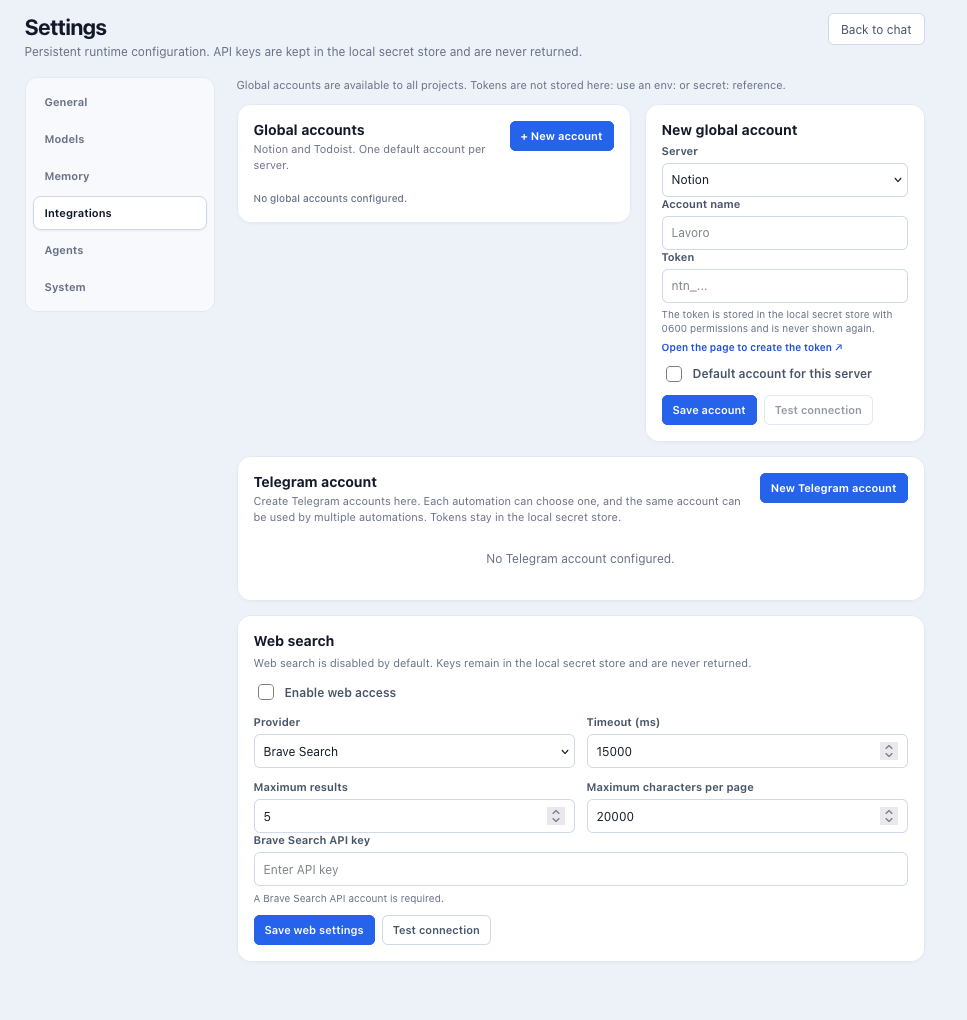 Settings
Back to chat
Persistent runtime configuration. API keys are kept in the local secret store and are never returned.
General
Models
Memory
Integrations
Agents
System
Global accounts are available to all projects. Tokens are not stored here: use an env: or secret: reference.
Global accounts
+ New account
Notion and Todoist. One default account per
server.
No global accounts configured.
New global account
Server
Notion
Account name
Lavoro
Token
ntn_...
The token is stored in the local secret store with
0600 permissions and is never shown again.
Open the page to create the token ↗
Default account for this server
Save account
Test connection
Telegram account
New Telegram account
Create Telegram accounts here. Each automation can choose one, and the same account can
be used by multiple automations. Tokens stay in the local secret store.
No Telegram account configured.
Web search
Web search is disabled by default. Keys remain in the local secret store and are never returned.
Enable web access
Provider
Timeout (ms)
Brave Search
15000
Maximum results
Maximum characters per page
5
20000
Brave Search API key
Enter API key
A Brave Search API account is required.
Save web settings
Test connection